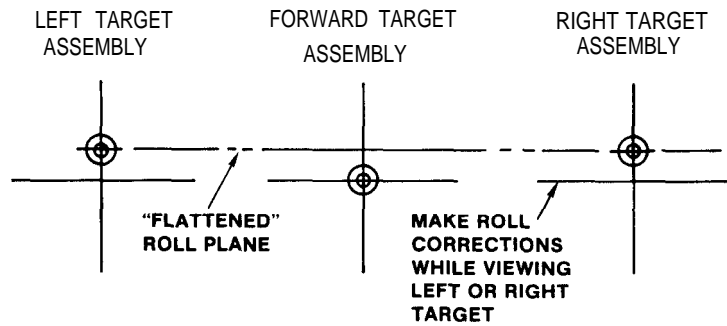 LEFT TARGET
ASSEMBLY
FORWARD TARGET
ASSEMBLY
RIGHT TARGET
ASSEMBLY
"FLATTENED"
ROLL PLANE
MAKE ROLL
CORRECTIONS
WHILE VIEWING
LEFT OR RIGHT
TARGET